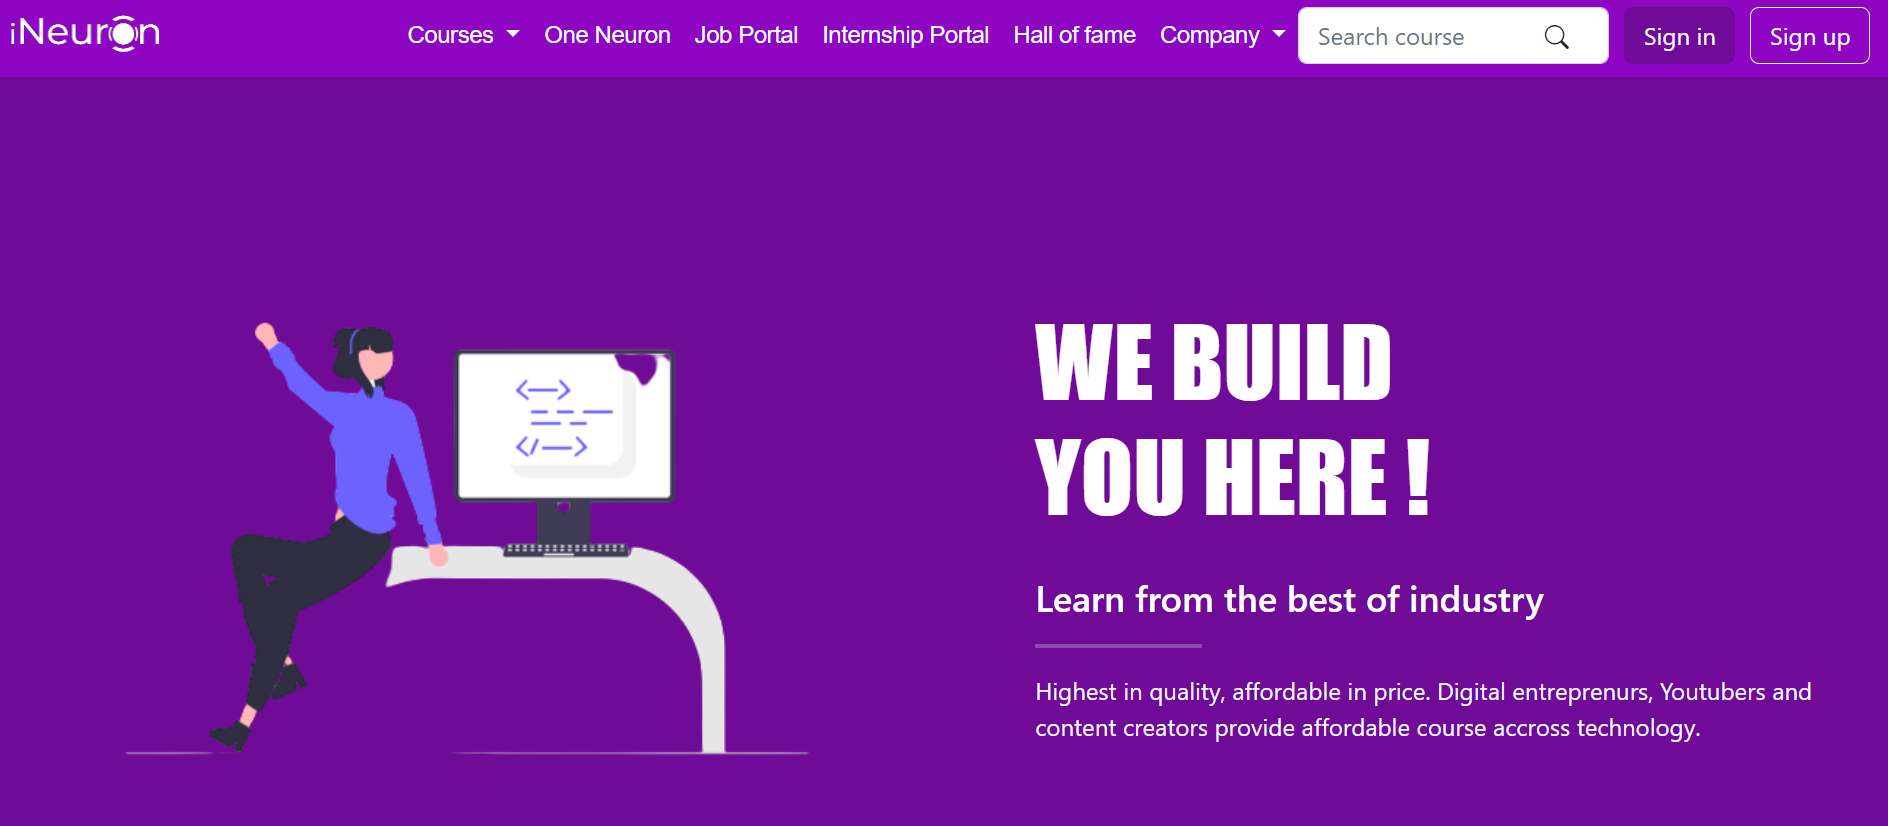 iNeuron
Courses One Neuron Job Portal Internship Portal Hall of fame Company Search course Sign in Sign up
WE BUILD
YOU HERE !
Learn from the best of industry
Highest in quality, affordable in price. Digital entreprenurs, Youtubers and
content creators provide affordable course accross technology.